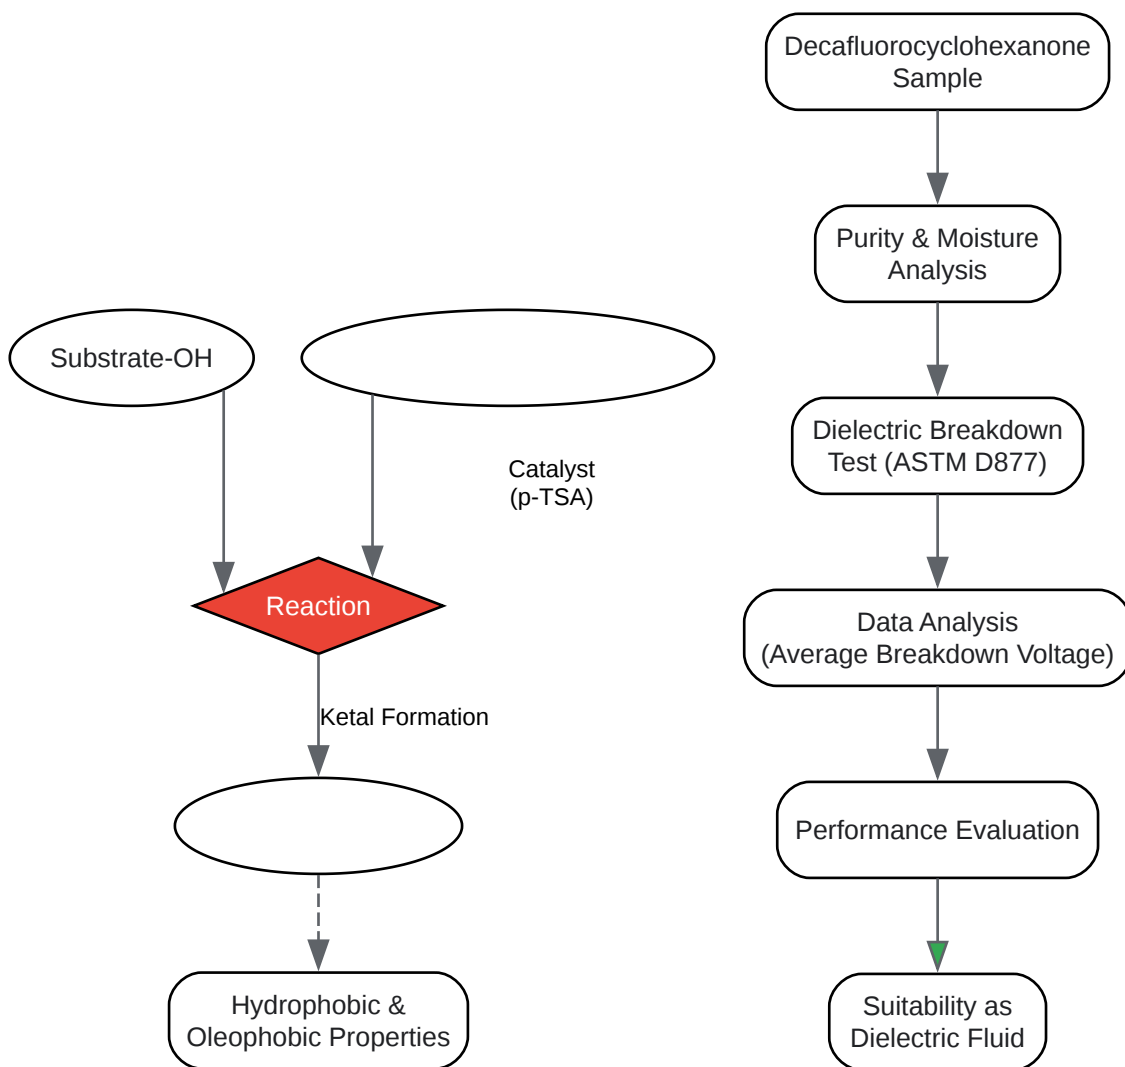 Substrate-OH
Catalyst
(p-TSA)
Reaction
Ketal Formation
Hydrophobic &
Oleophobic Properties
Decafluorocyclohexanone
Sample
Purity & Moisture
Analysis
Dielectric Breakdown
Test (ASTM D877)
Data Analysis
(Average Breakdown Voltage)
Performance Evaluation
Suitability as
Dielectric Fluid